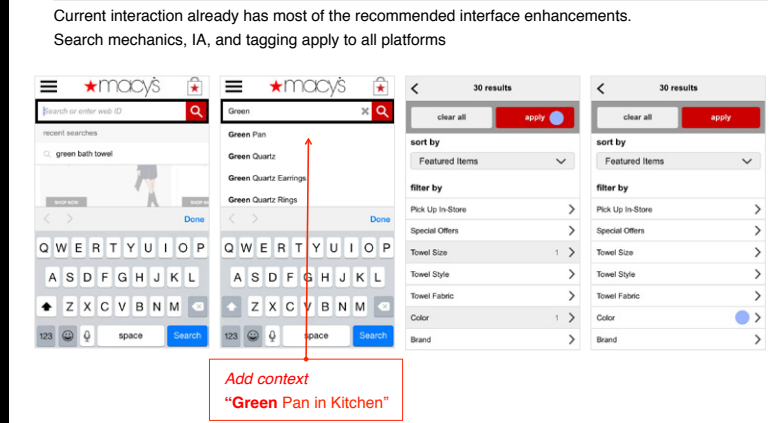 Current interaction already has most of the recommended interface enhancements.
Search mechanics, IA, and tagging apply to all platforms
★macy's
Search or enter web ID
recent searches
green bath towel
SHOP NOW
SHOP NOW
Done
Q W E R T Y U I O P
A S D F G H J K L
Z X C V B N M
123 space Search
★macy's
Green
Green Pan
Green Quartz
Green Quartz Earrings
Green Quartz Rings
Done
Q W E R T Y U I O P
A S D F G H J K L
Z X C V B N M
123 space Search
30 results
clear all apply
sort by
Featured Items
filter by
Pick Up In-Store
Special Offers
Towel Size 1
Towel Style
Towel Fabric
Color 1
Brand
30 results
clear all apply
sort by
Featured Items
filter by
Pick Up In-Store
Special Offers
Towel Size
Towel Style
Towel Fabric
Color
Brand
Add context
“Green Pan in Kitchen”